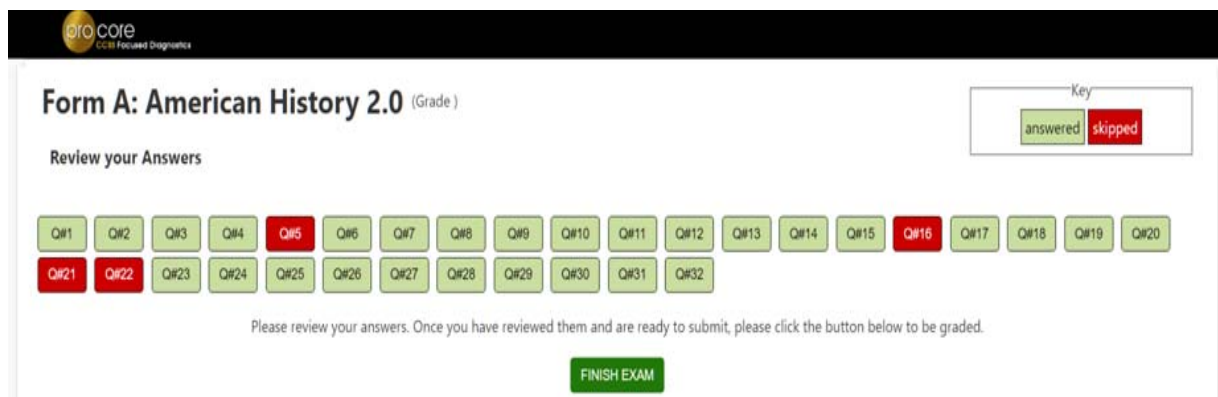 pro core
CCSS Focused Diagnostics
Form A: American History 2.0 (Grade )
Key
answered skipped
Review your Answers
Q#1 Q#2 Q#3 Q#4 Q#5 Q#6 Q#7 Q#8 Q#9 Q#10 Q#11 Q#12 Q#13 Q#14 Q#15 Q#16 Q#17 Q#18 Q#19 Q#20
Q#21 Q#22 Q#23 Q#24 Q#25 Q#26 Q#27 Q#28 Q#29 Q#30 Q#31 Q#32
Please review your answers. Once you have reviewed them and are ready to submit, please click the button below to be graded.
FINISH EXAM